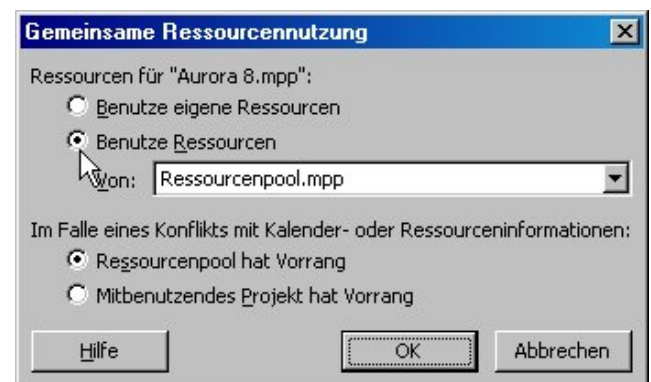 Gemeinsame Ressourcennutzung
Ressourcen für "Aurora 8.mpp":
Benutze eigene Ressourcen
Benutze Ressourcen
Von: Ressourcenpool.mpp
Im Falle eines Konflikts mit Kalender- oder Ressourceninformationen:
Ressourcenpool hat Vorrang
Mitbenutzendes Projekt hat Vorrang
Hilfe OK Abbrechen